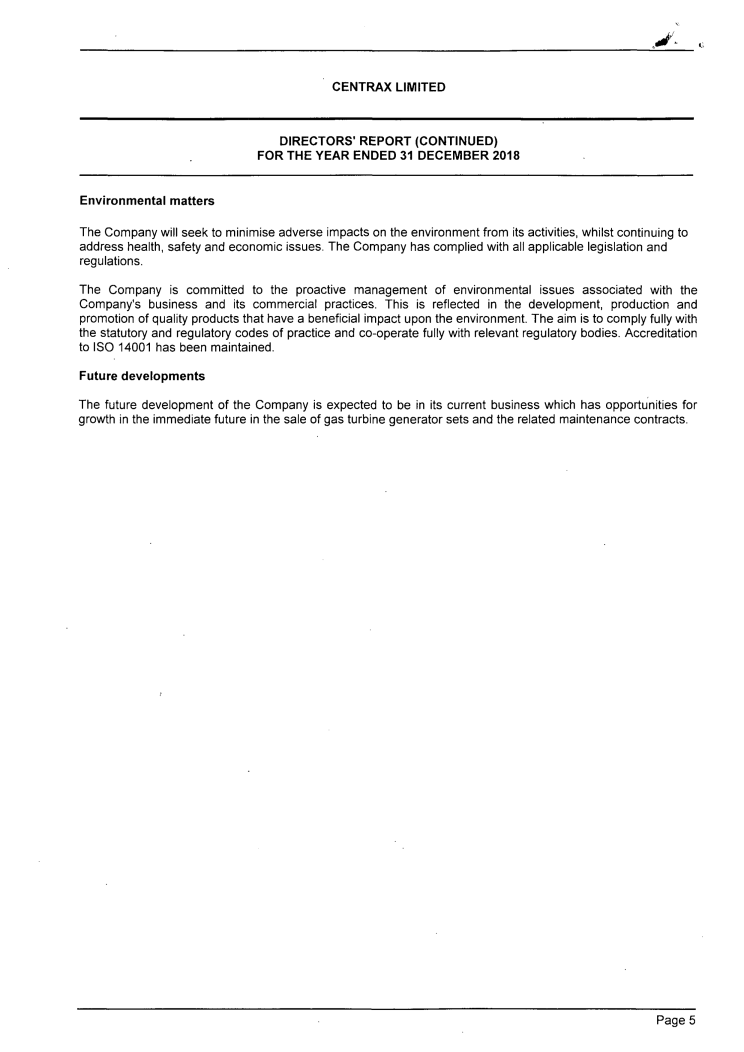 CENTRAX LIMITED
DIRECTORS' REPORT (CONTINUED)
FOR THE YEAR ENDED 31 DECEMBER 2018
Environmental matters
The Company will seek to minimise adverse impacts on the environment from its activities, whilst continuing to
address health, safety and economic issues. The Company has complied with all applicable legislation and
regulations.
The Company is committed to the proactive management of environmental issues associated with the
Company's business and its commercial practices. This is reflected in the development, production and
promotion of quality products that have a beneficial impact upon the environment. The aim is to comply fully with
the statutory and regulatory codes of practice and co-operate fully with relevant regulatory bodies. Accreditation
to ISO 14001 has been maintained.
Future developments
The future development of the Company is expected to be in its current business which has opportunities for
growth in the immediate future in the sale of gas turbine generator sets and the related maintenance contracts.
Page 5